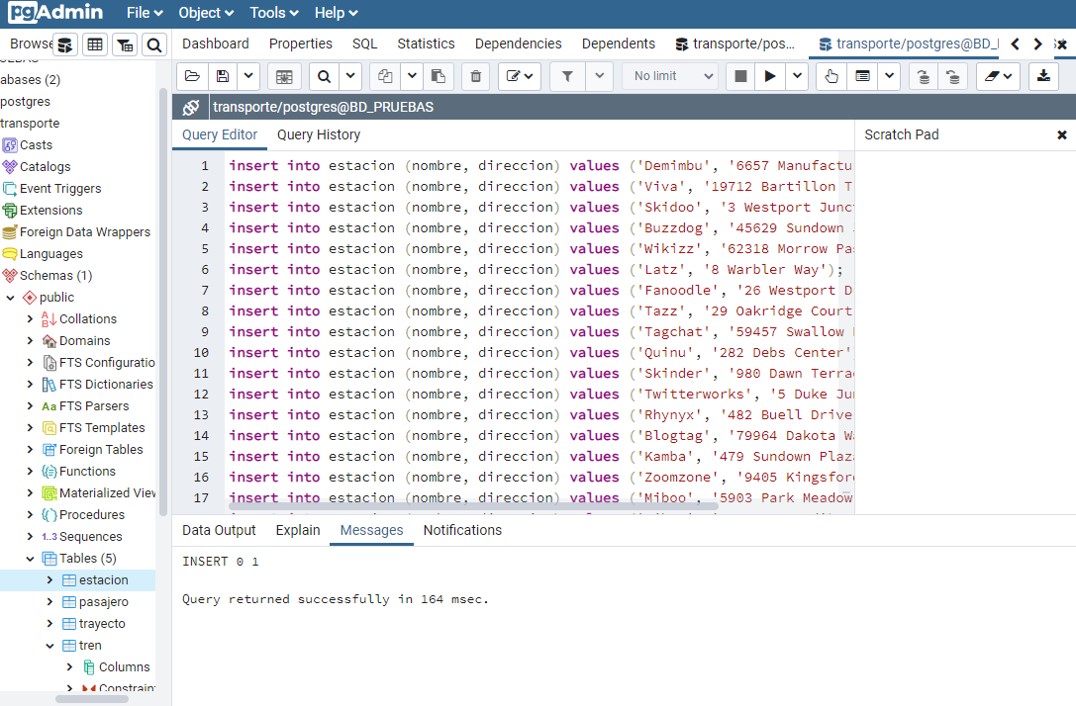 pgAdmin File Object Tools Help
Browse
Dashboard Properties SQL Statistics Dependencies Dependents transporte/pos... transporte/postgres@BD_
No limit
transporte/postgres@BD_PRUEBAS
abases (2)
postgres
transporte
Casts
Catalogs
Event Triggers
Extensions
Foreign Data Wrappers
Languages
Schemas (1)
public
Collations
Domains
FTS Configuratio
FTS Dictionaries
Aa FTS Parsers
FTS Templates
Foreign Tables
Functions
Materialized View
Procedures
1..3 Sequences
Tables (5)
estacion
pasajero
trayecto
tren
Columns
Constrain
Query Editor Query History
Scratch Pad
1 insert into estacion (nombre, direccion) values ('Demimbu', '6657 Manufactu
2 insert into estacion (nombre, direccion) values ('Viva', '19712 Bartillon T
3 insert into estacion (nombre, direccion) values ('Skidoo', '3 Westport Junc
4 insert into estacion (nombre, direccion) values ('Buzzdog', '45629 Sundown
5 insert into estacion (nombre, direccion) values ('Wikizz', '62318 Morrow Pa
6 insert into estacion (nombre, direccion) values ('Latz', '8 Warbler Way');
7 insert into estacion (nombre, direccion) values ('Fanoodle', '26 Westport D
8 insert into estacion (nombre, direccion) values ('Tazz', '29 Oakridge Court
9 insert into estacion (nombre, direccion) values ('Tagchat', '59457 Swallow
10 insert into estacion (nombre, direccion) values ('Quinu', '282 Debs Center'
11 insert into estacion (nombre, direccion) values ('Skinder', '980 Dawn Terra
12 insert into estacion (nombre, direccion) values ('Twitterworks', '5 Duke Ju
13 insert into estacion (nombre, direccion) values ('Rhynyx', '482 Buell Drive
14 insert into estacion (nombre, direccion) values ('Blogtag', '79964 Dakota W
15 insert into estacion (nombre, direccion) values ('Kamba', '479 Sundown Plaz
16 insert into estacion (nombre, direccion) values ('Zoomzone', '9405 Kingsfor
17 insert into estacion (nombre, direccion) values ('Miboo', '5903 Park Meadow
Data Output Explain Messages Notifications
INSERT 0 1
Query returned successfully in 164 msec.